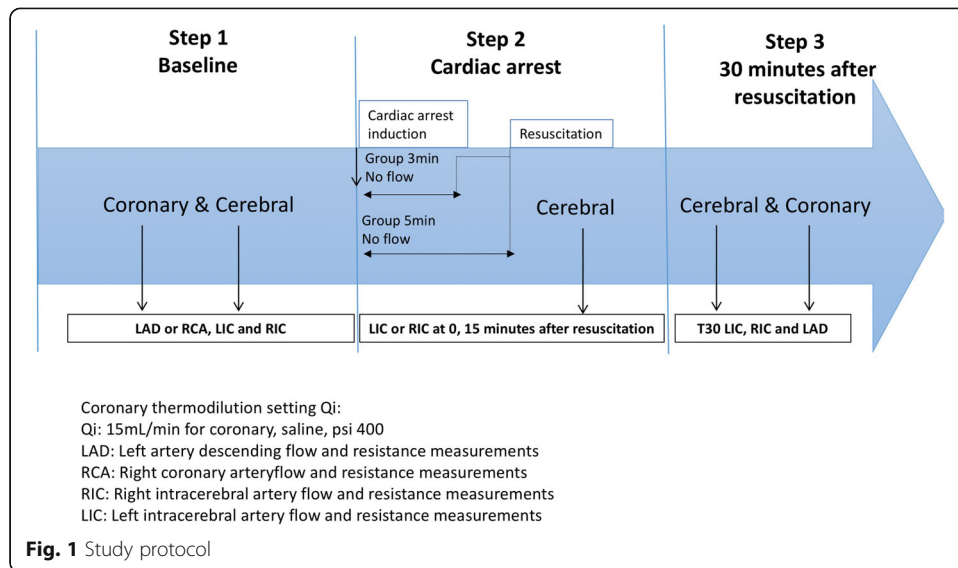 Step 1
Baseline
Step 2
Cardiac arrest
Step 3
30 minutes after
resuscitation
Cardiac arrest
induction
Resuscitation
Group 3min
No flow
Coronary & Cerebral
Group 5min
No flow
Cerebral
Cerebral & Coronary
LAD or RCA, LIC and RIC
LIC or RIC at 0, 15 minutes after resuscitation
T30 LIC, RIC and LAD
Coronary thermodilution setting Qi:
Qi: 15mL/min for coronary, saline, psi 400
LAD: Left artery descending flow and resistance measurements
RCA: Right coronary arteryflow and resistance measurements
RIC: Right intracerebral artery flow and resistance measurements
LIC: Left intracerebral artery flow and resistance measurements
Fig. 1 Study protocol